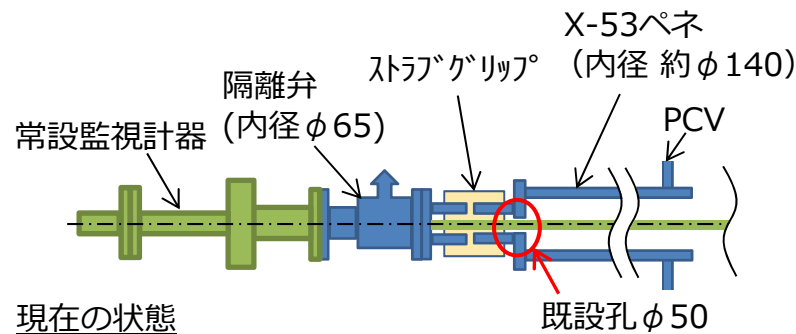 X-53ペネ
(内径 約φ140)
ｽﾄﾗﾌﾞｸﾞﾘｯﾌﾟ
隔離弁
(内径φ65)
PCV
常設監視計器
既設孔φ50
現在の状態